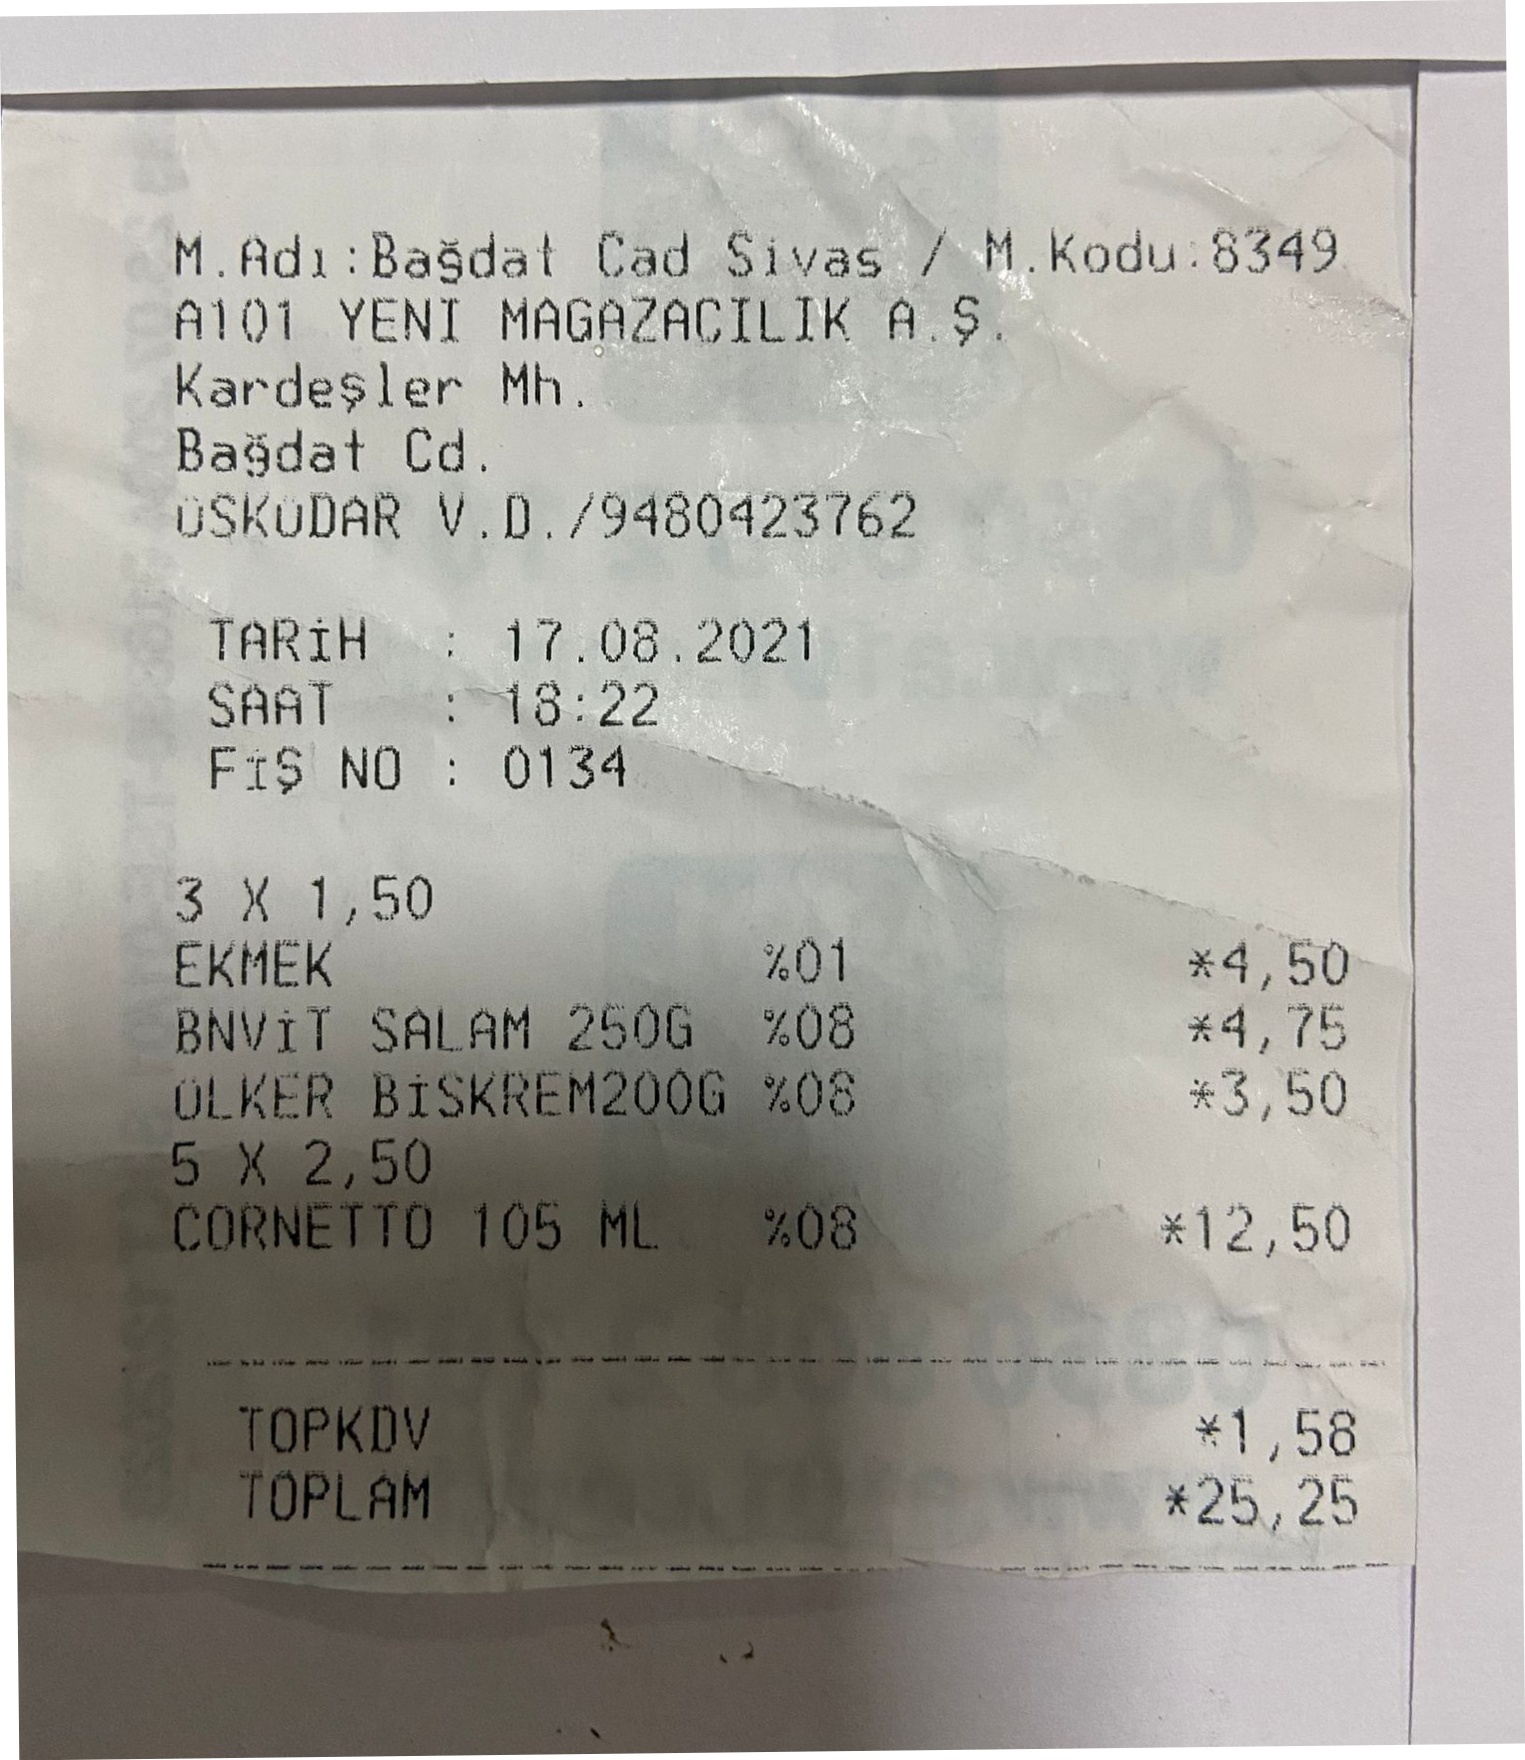 M.Adı:Bağdat Cad Sivas / M.Kodu:8349
A101 YENİ MAGAZACILIK A.Ş.
Kardeşler Mh.
Bağdat Cd.
ÜSKÜDAR V.D./9480423762
TARİH : 17.08.2021
SAAT : 18:22
FİŞ NO : 0134
3 X 1,50
EKMEK %01 *4,50
BNVİT SALAM 250G %08 *4,75
ÜLKER BİSKREM200G %08 *3,50
5 X 2,50
CORNETTO 105 ML %08 *12,50
TOPKDV *1,58
TOPLAM *25,25